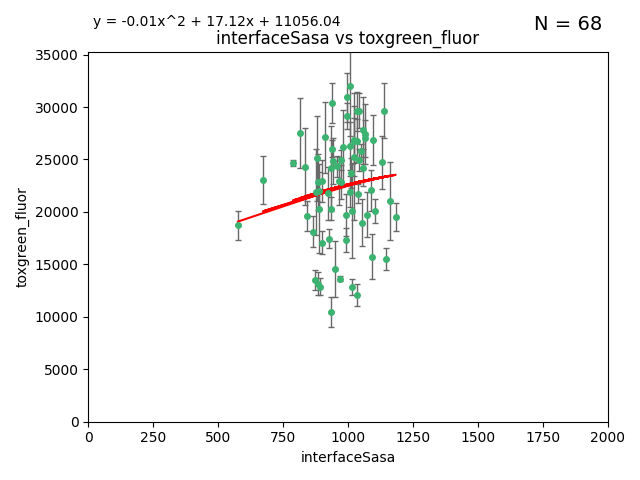 y = -0.01x^2 + 17.12x + 11056.04
N = 68
interfaceSasa vs toxgreen_fluor
35000
30000
25000
20000
15000
10000
5000
0
toxgreen_fluor
0 250 500 750 1000 1250 1500 1750 2000
interfaceSasa